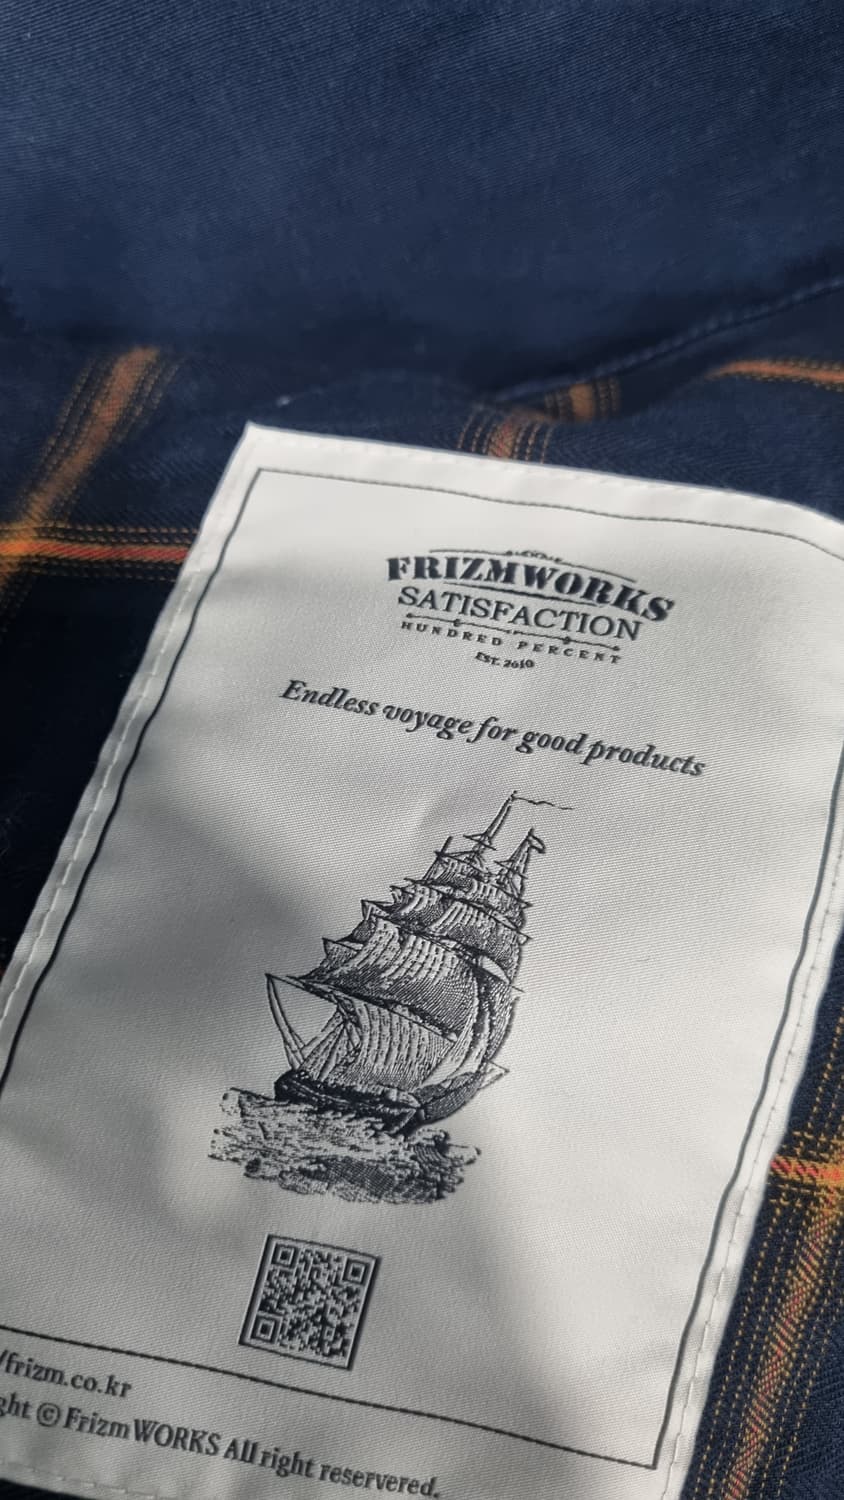 FRIZMWORKS
SATISFACTION
HUNDRED PERCENT
EST. 2010
Endless voyage for good products
/frizm.co.kr
ght © FrizmWORKS All right reservered.